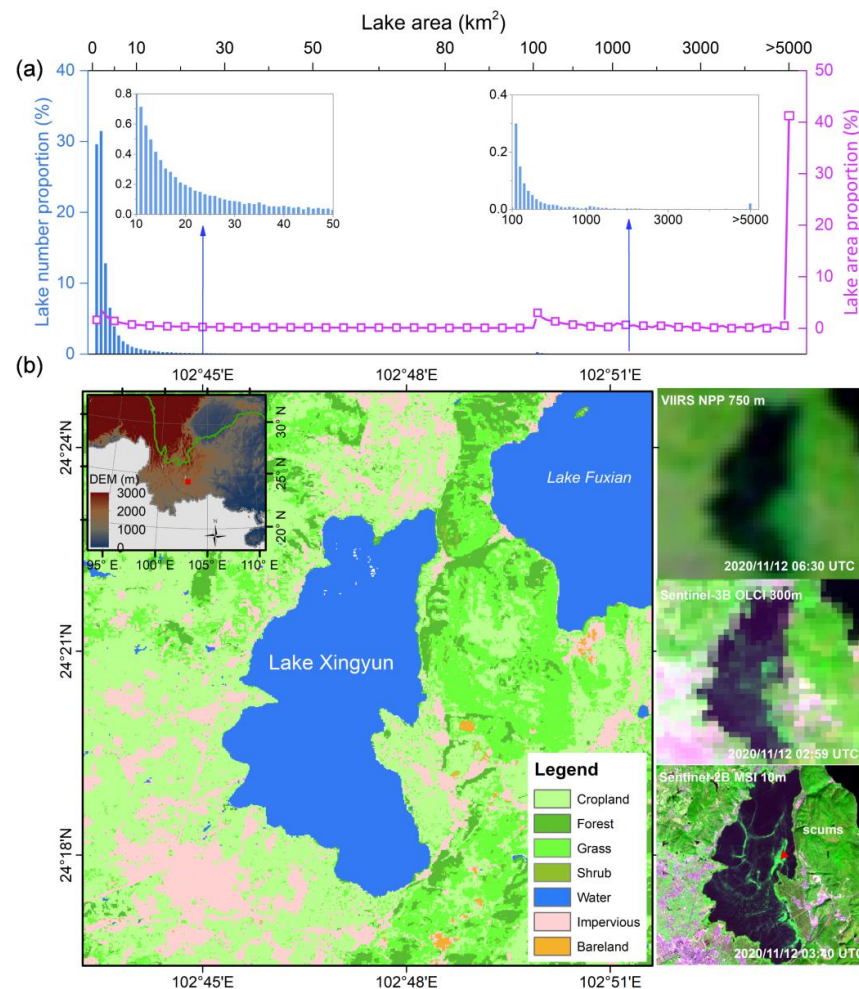 Lake area (km²)
0 10 30 50 80 100 1000 3000 >5000
(a)
40 30 20 10 0
Lake number proportion (%)
50 40 30 20 10 0
Lake area proportion (%)
0.8 0.6 0.4 0.2 0.0
10 20 30 40 50
0.4 0.2 0.0
100 1000 3000 >5000
(b)
102°45'E 102°48'E 102°51'E
24°24'N
24°21'N
24°18'N
DEM (m)
3000
2000
1000
0
N
95° E 100° E 105° E 110° E
30° N
25° N
20° N
Lake Fuxian
Lake Xingyun
Legend
Cropland
Forest
Grass
Shrub
Water
Impervious
Bareland
102°45'E 102°48'E 102°51'E
VIIRS NPP 750 m
2020/11/12 06:30 UTC
Sentinel-3B OLCI 300m
2020/11/12 02:59 UTC
Sentinel-2B MSI 10m
scums
2020/11/12 03:40 UTC